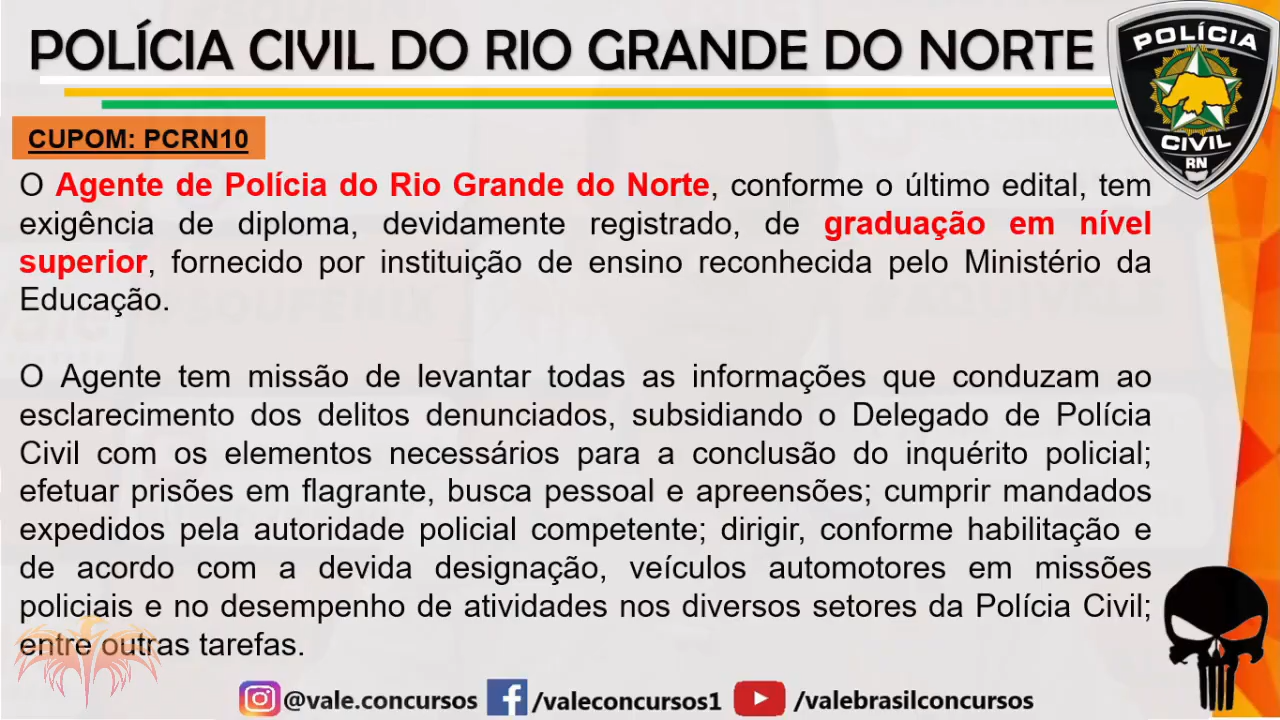 POLÍCIA CIVIL DO RIO GRANDE DO NORTE
POLÍCIA
CIVIL
RN
CUPOM: PCRN10
O Agente de Polícia do Rio Grande do Norte, conforme o último edital, tem
exigência de diploma, devidamente registrado, de graduação em nível
superior, fornecido por instituição de ensino reconhecida pelo Ministério da
Educação.
O Agente tem missão de levantar todas as informações que conduzam ao
esclarecimento dos delitos denunciados, subsidiando o Delegado de Polícia
Civil com os elementos necessários para a conclusão do inquérito policial;
efetuar prisões em flagrante, busca pessoal e apreensões; cumprir mandados
expedidos pela autoridade policial competente; dirigir, conforme habilitação e
de acordo com a devida designação, veículos automotores em missões
policiais e no desempenho de atividades nos diversos setores da Polícia Civil;
entre outras tarefas.
@vale.concursos /valeconcursos1 /valebrasilconcursos